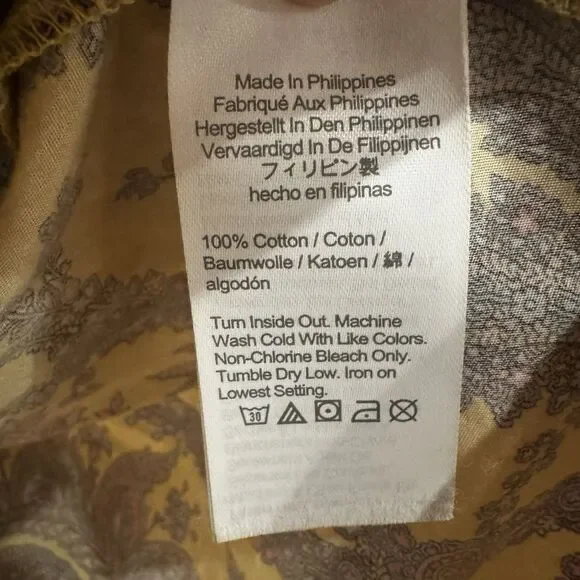 Made In Philippines
Fabriqué Aux Philippines
Hergestellt In Den Philippinen
Vervaardigd In De Filippijnen
フィリピン製
hecho en filipinas
100% Cotton / Coton /
Baumwolle / Katoen / 綿 /
algodón
Turn Inside Out. Machine
Wash Cold With Like Colors.
Non-Chlorine Bleach Only.
Tumble Dry Low. Iron on
Lowest Setting.
30